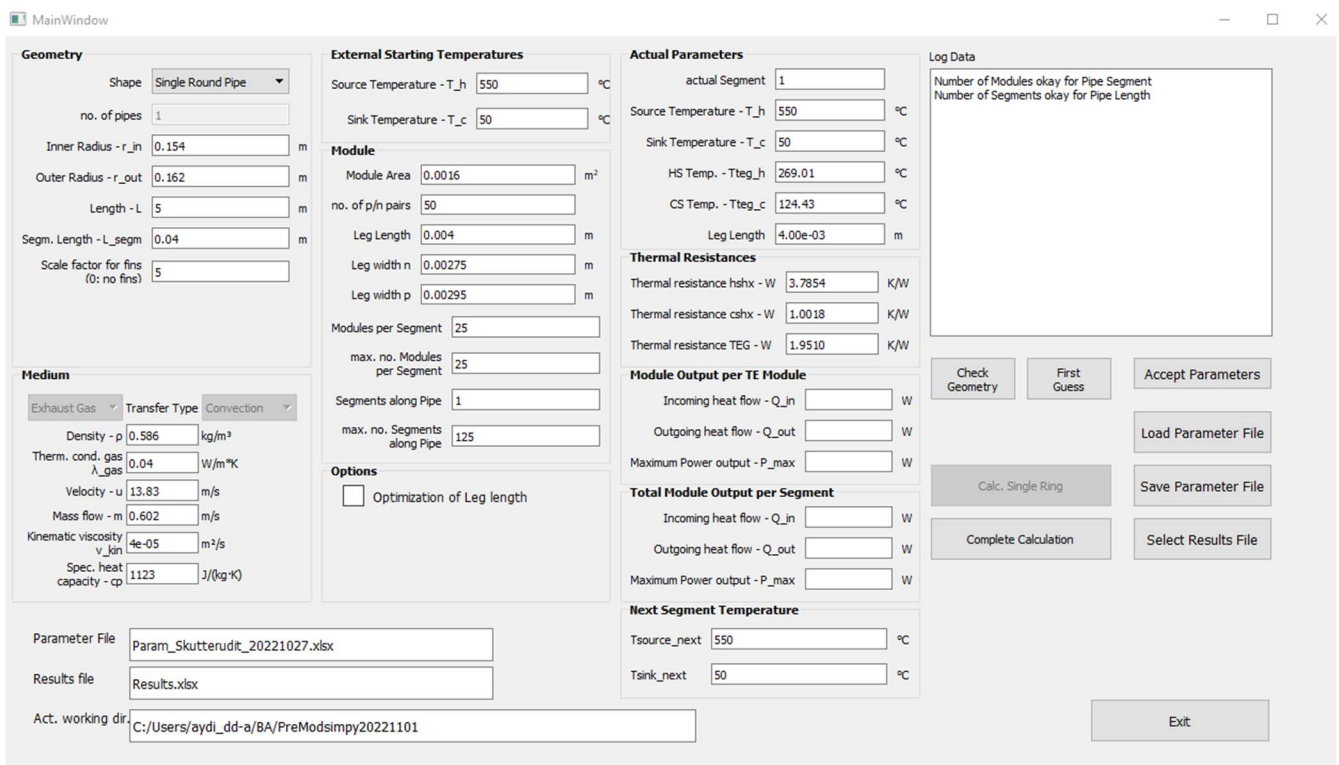 MainWindow
Geometry
Shape Single Round Pipe
no. of pipes 1
Inner Radius - r_in 0.154 m
Outer Radius - r_out 0.162 m
Length - L 5 m
Segm. Length - L_segm 0.04 m
Scale factor for fins
(0: no fins) 5
Medium
Exhaust Gas Transfer Type Convection
Density - ρ 0.586 kg/m³
Therm. cond. gas
λ_gas 0.04 W/m*K
Velocity - u 13.83 m/s
Mass flow - m 0.602 m/s
Kinematic viscosity
v_kin 4e-05 m²/s
Spec. heat
capacity - cp 1123 J/(kg·K)
External Starting Temperatures
Source Temperature - T_h 550 ºC
Sink Temperature - T_c 50 ºC
Module
Module Area 0.0016 m²
no. of p/n pairs 50
Leg Length 0.004 m
Leg width n 0.00275 m
Leg width p 0.00295 m
Modules per Segment 25
max. no. Modules
per Segment 25
Segments along Pipe 1
max. no. Segments
along Pipe 125
Options
Optimization of Leg length
Actual Parameters
actual Segment 1
Source Temperature - T_h 550 ºC
Sink Temperature - T_c 50 ºC
HS Temp. - Tteg_h 269.01 ºC
CS Temp. - Tteg_c 124.43 ºC
Leg Length 4.00e-03 m
Thermal Resistances
Thermal resistance hshx - W 3.7854 K/W
Thermal resistance cshx - W 1.0018 K/W
Thermal resistance TEG - W 1.9510 K/W
Module Output per TE Module
Incoming heat flow - Q_in W
Outgoing heat flow - Q_out W
Maximum Power output - P_max W
Total Module Output per Segment
Incoming heat flow - Q_in W
Outgoing heat flow - Q_out W
Maximum Power output - P_max W
Next Segment Temperature
Tsource_next 550 ºC
Tsink_next 50 ºC
Log Data
Number of Modules okay for Pipe Segment
Number of Segments okay for Pipe Length
Check
Geometry
First
Guess
Accept Parameters
Load Parameter File
Calc. Single Ring
Save Parameter File
Complete Calculation
Select Results File
Parameter File Param_Skutterudit_20221027.xlsx
Results file Results.xlsx
Act. working dir. C:/Users/aydi_dd-a/BA/PreModsimpy20221101
Exit